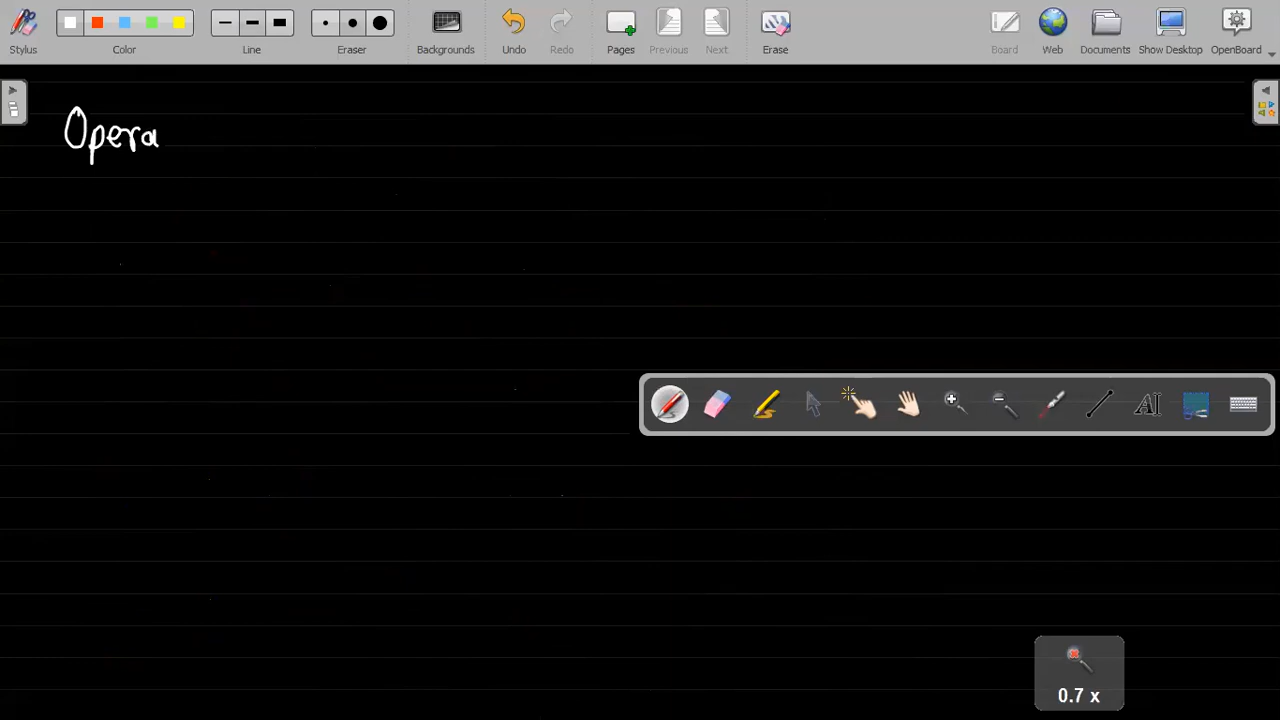 Stylus Color Line Eraser Backgrounds Undo Redo Pages Previous Next Erase Board Web Documents Show Desktop OpenBoard
Opera
AI
0.7 x